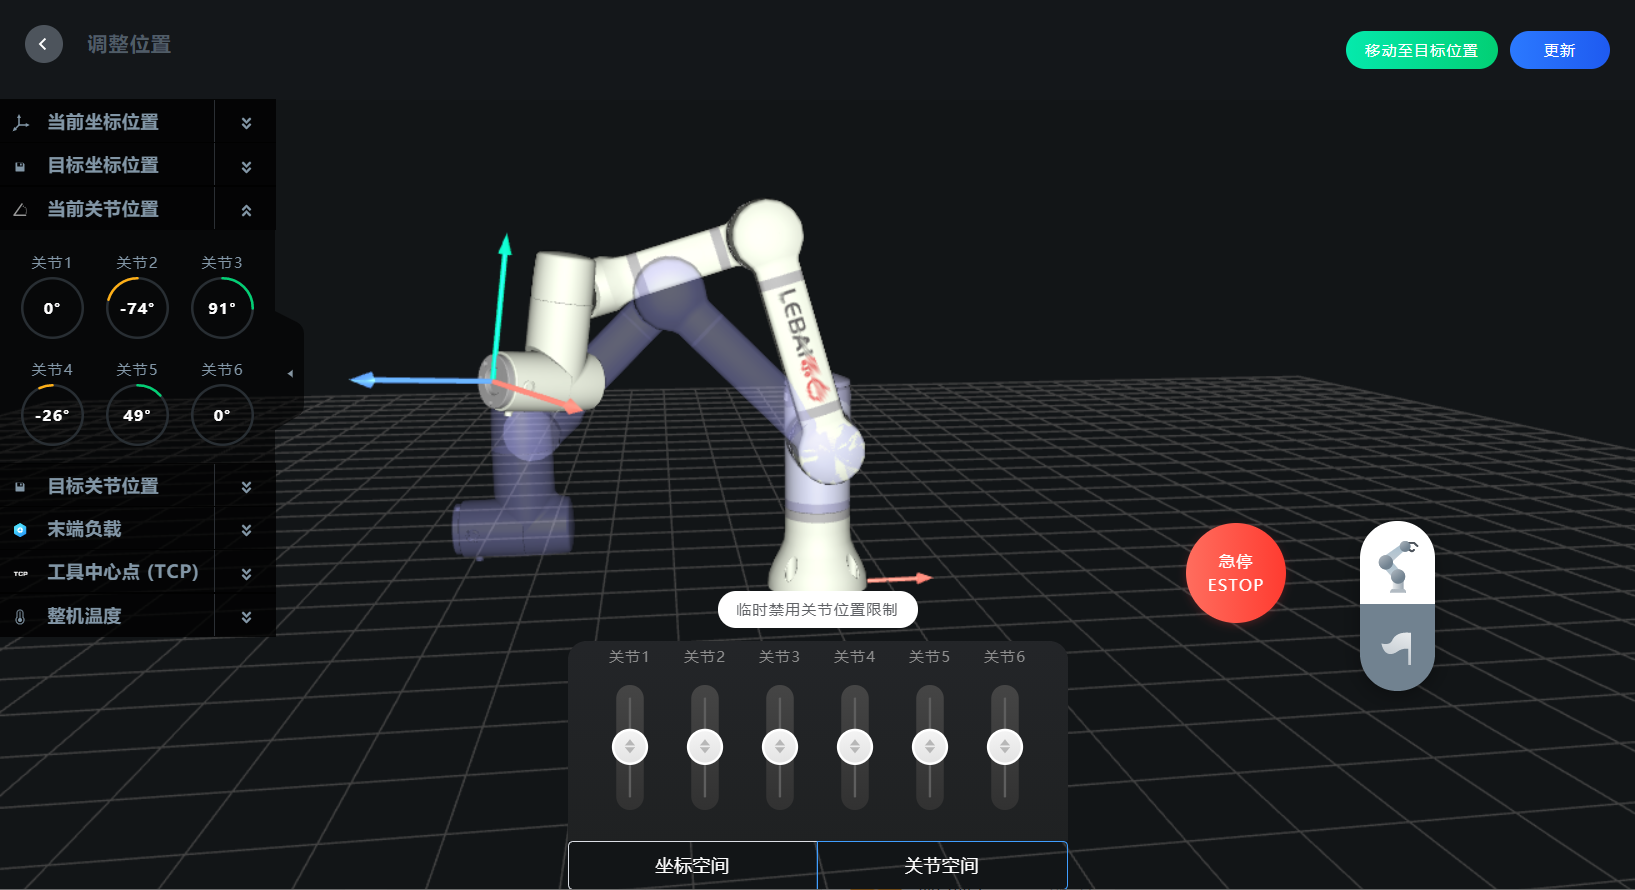 调整位置
移动至目标位置
更新
当前坐标位置
目标坐标位置
当前关节位置
关节1 关节2 关节3
0° -74° 91°
关节4 关节5 关节6
-26° 49° 0°
目标关节位置
末端负载
TCP 工具中心点 (TCP)
整机温度
急停
ESTOP
临时禁用关节位置限制
关节1 关节2 关节3 关节4 关节5 关节6
坐标空间 关节空间